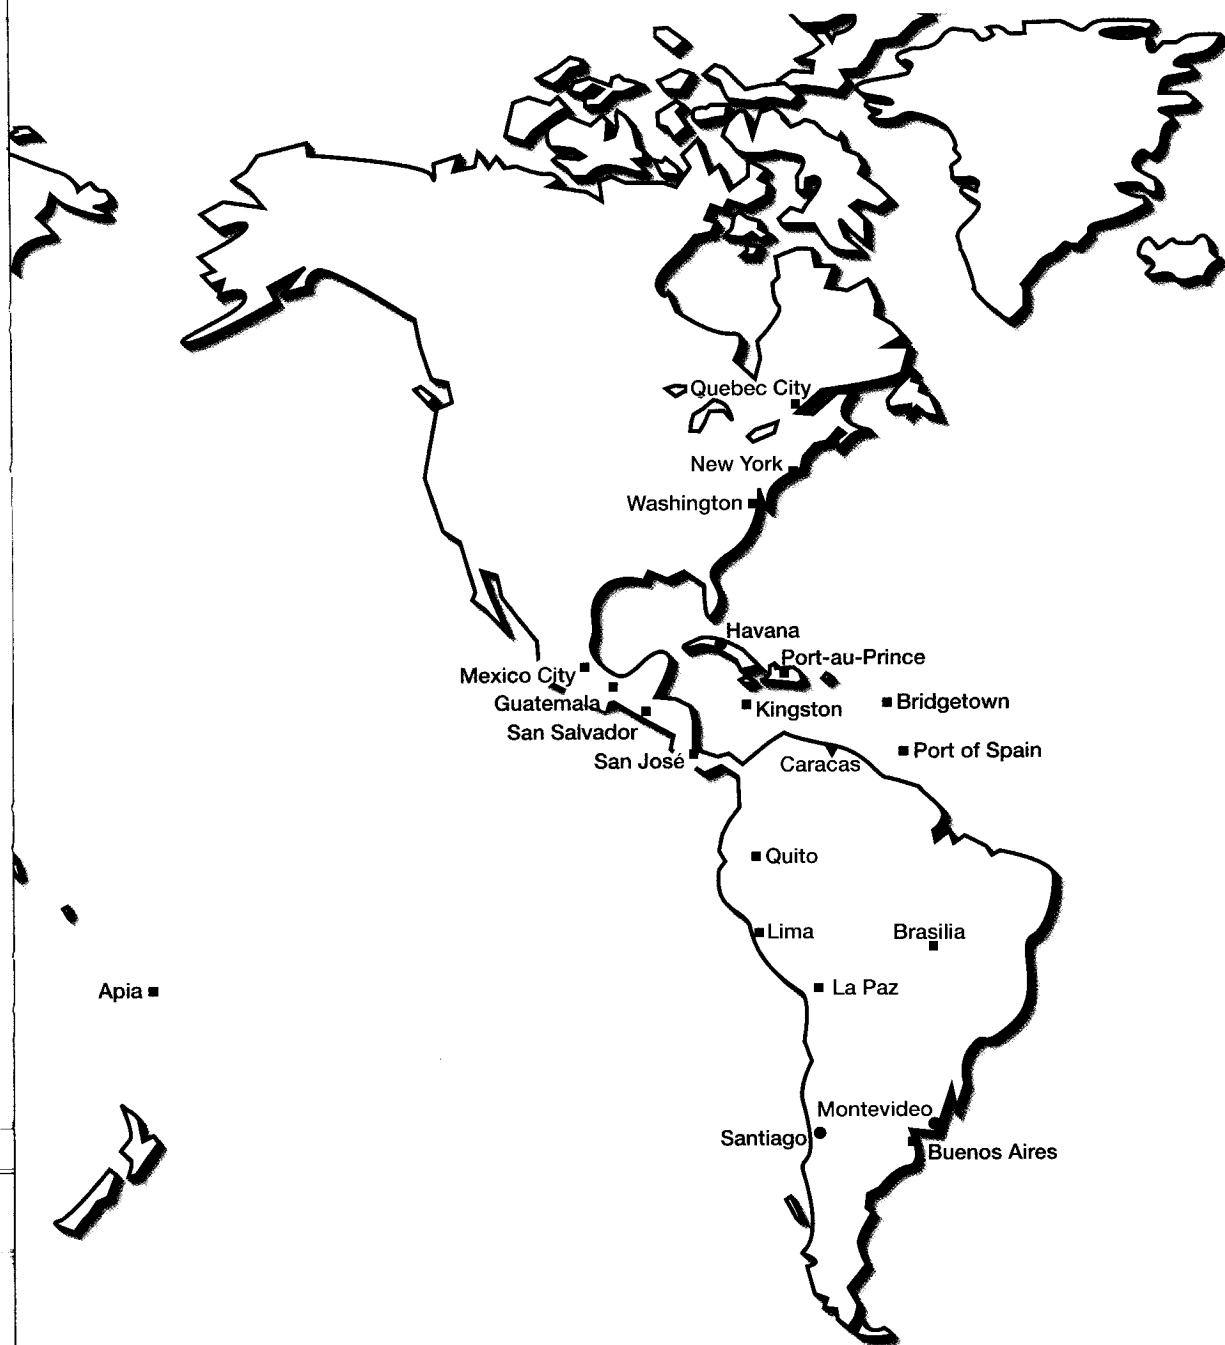 Quebec City
New York
Washington
Havana
Port-au-Prince
Mexico City
Guatemala
Bridgetown
Kingston
San Salvador
Port of Spain
San José
Caracas
Quito
Lima
Brasilia
La Paz
Apia
Montevideo
Santiago
Buenos Aires